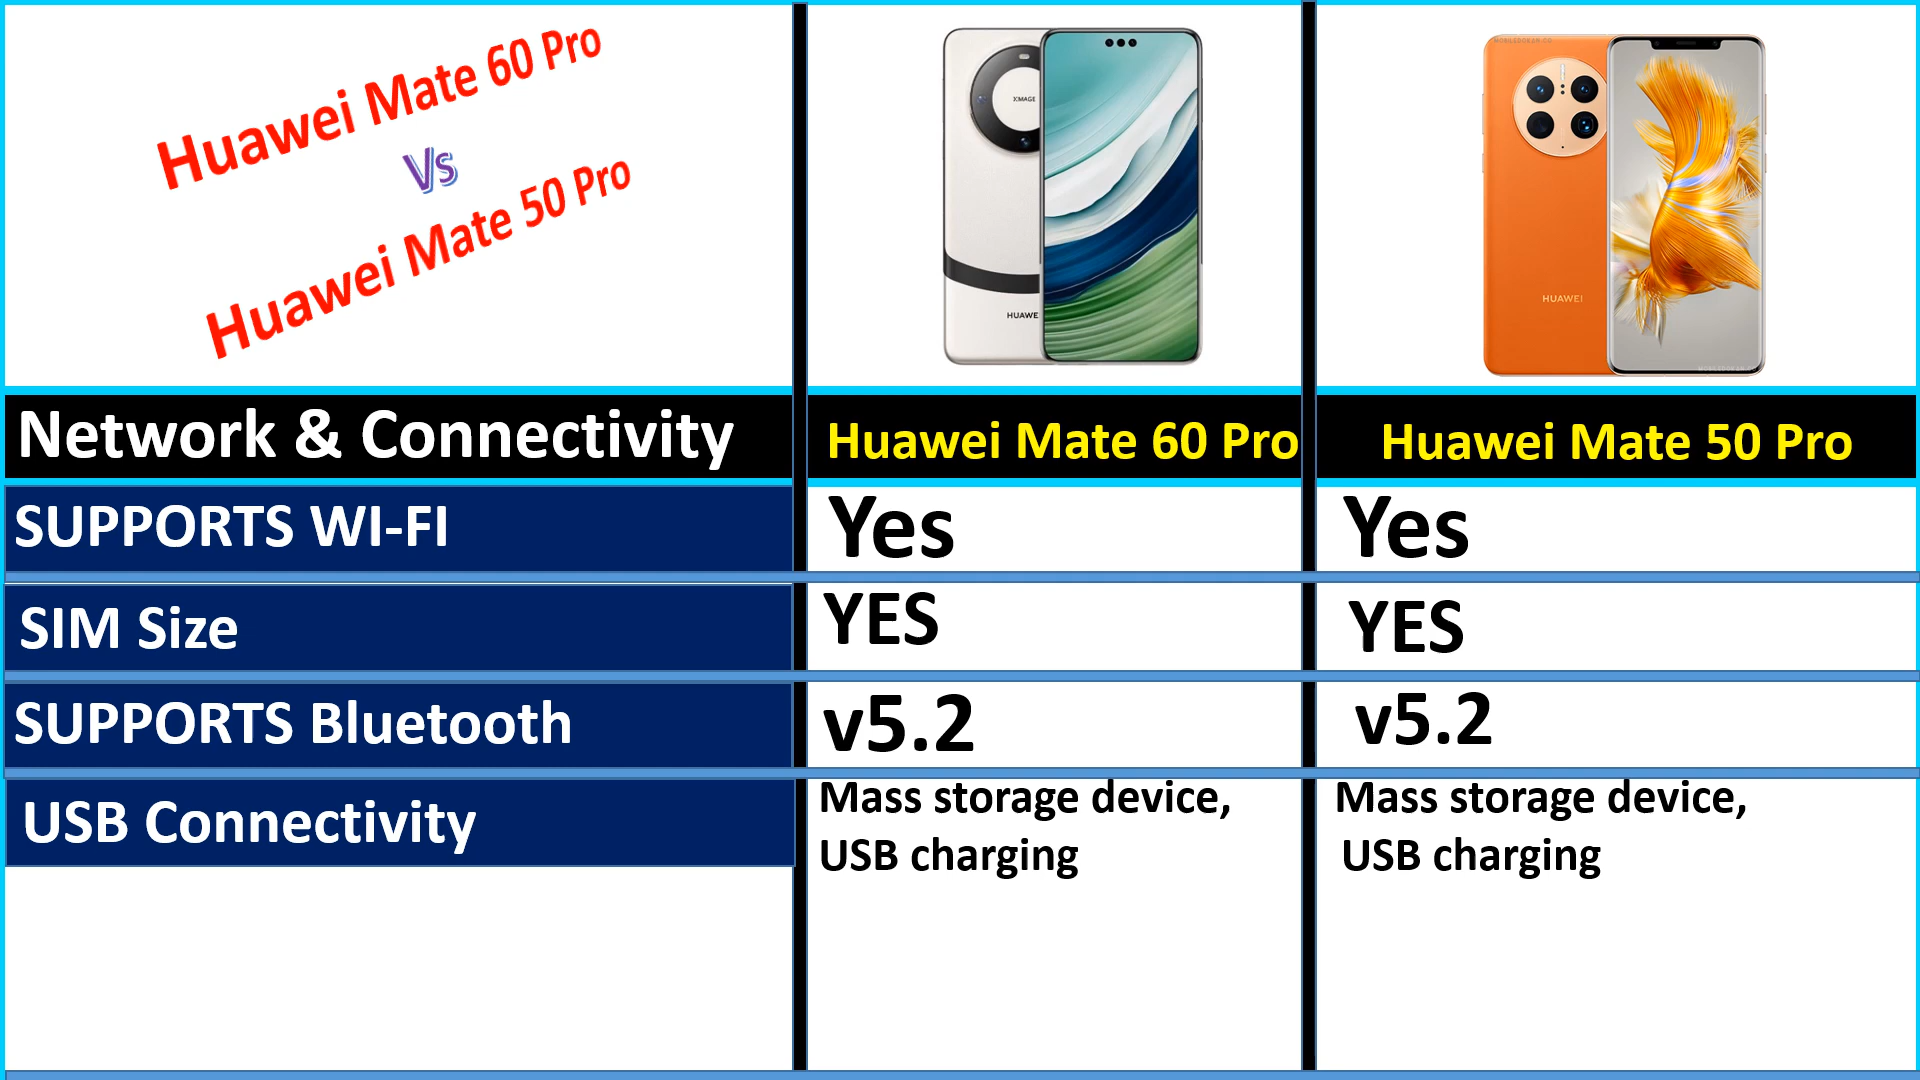 Huawei Mate 60 Pro
Vs
Huawei Mate 50 Pro
XMAGE
HUAWE
MOBILEDOKAN.CO
HUAWEI
Network & Connectivity
Huawei Mate 60 Pro
Huawei Mate 50 Pro
SUPPORTS WI-FI
Yes
Yes
SIM Size
YES
YES
SUPPORTS Bluetooth
v5.2
v5.2
USB Connectivity
Mass storage device,
USB charging
Mass storage device,
USB charging